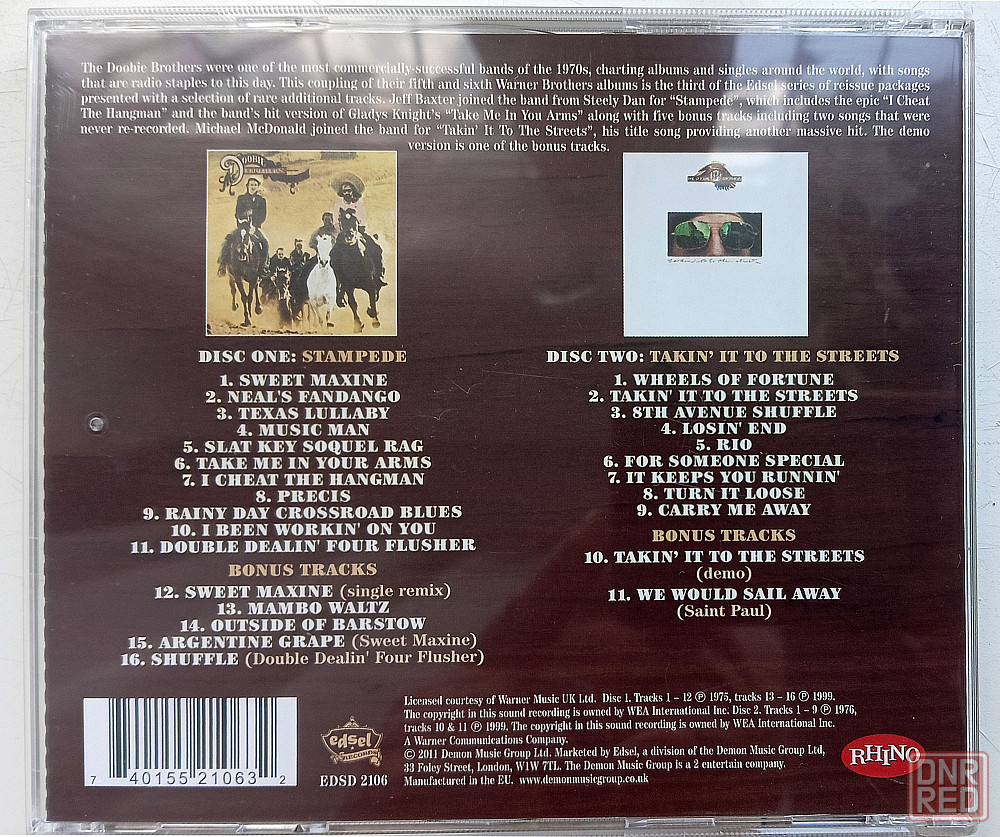 The Doobie Brothers were one of the most commercially-successful bands of the 1970s, charting albums and singles around the world, with songs
that are radio staples to this day. This coupling of their fifth and sixth Warner Brothers albums is the third of the Edsel series of reissue packages
presented with a selection of rare additional tracks. Jeff Baxter joined the band from Steely Dan for “Stampede”, which includes the epic “I Cheat
The Hangman” and the band's hit version of Gladys Knight's “Take Me In You Arms” along with five bonus tracks including two songs that were
never re-recorded. Michael McDonald joined the band for “Takin' It To The Streets”, his title song providing another massive hit. The demo
version is one of the bonus tracks.
DOOBIE
BROTHERS
THE DOOBIE BROTHERS
takin' it to the streets
DISC ONE: STAMPEDE
1. SWEET MAXINE
2. NEAL'S FANDANGO
3. TEXAS LULLABY
4. MUSIC MAN
5. SLAT KEY SOQUEL RAG
6. TAKE ME IN YOUR ARMS
7. I CHEAT THE HANGMAN
8. PRECIS
9. RAINY DAY CROSSROAD BLUES
10. I BEEN WORKIN' ON YOU
11. DOUBLE DEALIN' FOUR FLUSHER
BONUS TRACKS
12. SWEET MAXINE (single remix)
13. MAMBO WALTZ
14. OUTSIDE OF BARSTOW
15. ARGENTINE GRAPE (Sweet Maxine)
16. SHUFFLE (Double Dealin' Four Flusher)
DISC TWO: TAKIN' IT TO THE STREETS
1. WHEELS OF FORTUNE
2. TAKIN' IT TO THE STREETS
3. 8TH AVENUE SHUFFLE
4. LOSIN' END
5. RIO
6. FOR SOMEONE SPECIAL
7. IT KEEPS YOU RUNNIN'
8. TURN IT LOOSE
9. CARRY ME AWAY
BONUS TRACKS
10. TAKIN' IT TO THE STREETS
(demo)
11. WE WOULD SAIL AWAY
(Saint Paul)
7 40155 21063 2
edsel
RECORDS
EDSD 2106
Licensed courtesy of Warner Music UK Ltd. Disc 1. Tracks 1 – 12 ℗ 1975, tracks 13 – 16 ℗ 1999.
The copyright in this sound recording is owned by WEA International Inc. Disc 2. Tracks 1 – 9 ℗ 1976,
tracks 10 & 11 ℗ 1999. The copyright in this sound recording is owned by WEA International Inc.
A Warner Communications Company.
© 2011 Demon Music Group Ltd. Marketed by Edsel, a division of the Demon Music Group Ltd,
33 Foley Street, London, W1W 7TL. The Demon Music Group is a 2 entertain company.
Manufactured in the EU. www.demonmusicgroup.co.uk
RHINO
DNR
RED